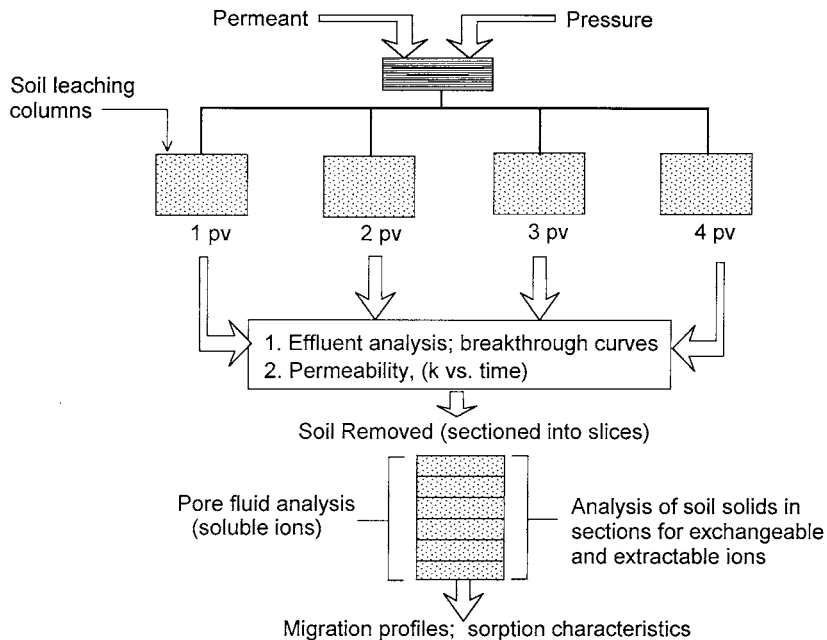 Permeant
Pressure
Soil leaching
columns
1 pv
2 pv
3 pv
4 pv
1. Effluent analysis; breakthrough curves
2. Permeability, (k vs. time)
Soil Removed (sectioned into slices)
Pore fluid analysis
(soluble ions)
Analysis of soil solids in
sections for exchangeable
and extractable ions
Migration profiles; sorption characteristics